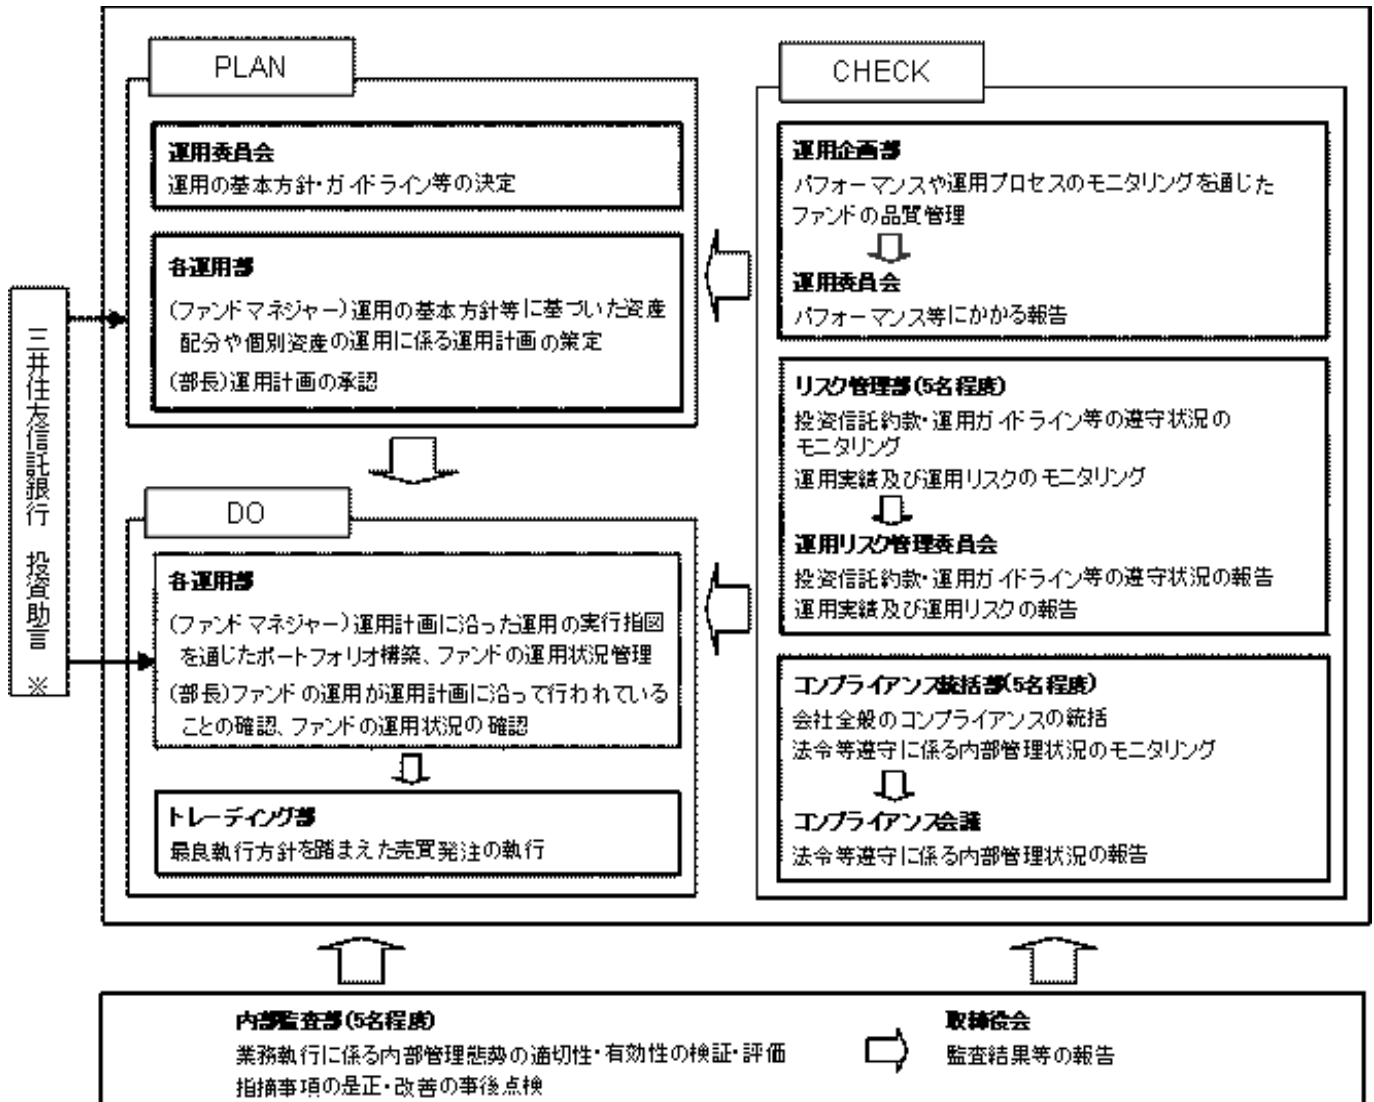 PLAN
運用委員会
運用の基本方針・ガイドライン等の決定
各運用部
(ファンドマネジャー)運用の基本方針等に基づいた資産
配分や個別資産の運用に係る運用計画の策定
(部長)運用計画の承認
三井住友信託銀行 投資助言 ※
DO
各運用部
(ファンドマネジャー)運用計画に沿った運用の実行指図
を通じたポートフォリオ構築、ファンドの運用状況管理
(部長)ファンドの運用が運用計画に沿って行われている
ことの確認、ファンドの運用状況の確認
トレーディング部
最良執行方針を踏まえた売買発注の執行
CHECK
運用企画部
パフォーマンスや運用プロセスのモニタリングを通じた
ファンドの品質管理
運用委員会
パフォーマンス等にかかる報告
リスク管理部(5名程度)
投資信託約款・運用ガイドライン等の遵守状況の
モニタリング
運用実績及び運用リスクのモニタリング
運用リスク管理委員会
投資信託約款・運用ガイドライン等の遵守状況の報告
運用実績及び運用リスクの報告
コンプライアンス統括部(5名程度)
会社全般のコンプライアンスの統括
法令等遵守に係る内部管理状況のモニタリング
コンプライアンス会議
法令等遵守に係る内部管理状況の報告
内部監査部(5名程度)
業務執行に係る内部管理態勢の適切性・有効性の検証・評価
指摘事項の是正・改善の事後点検
取締役会
監査結果等の報告